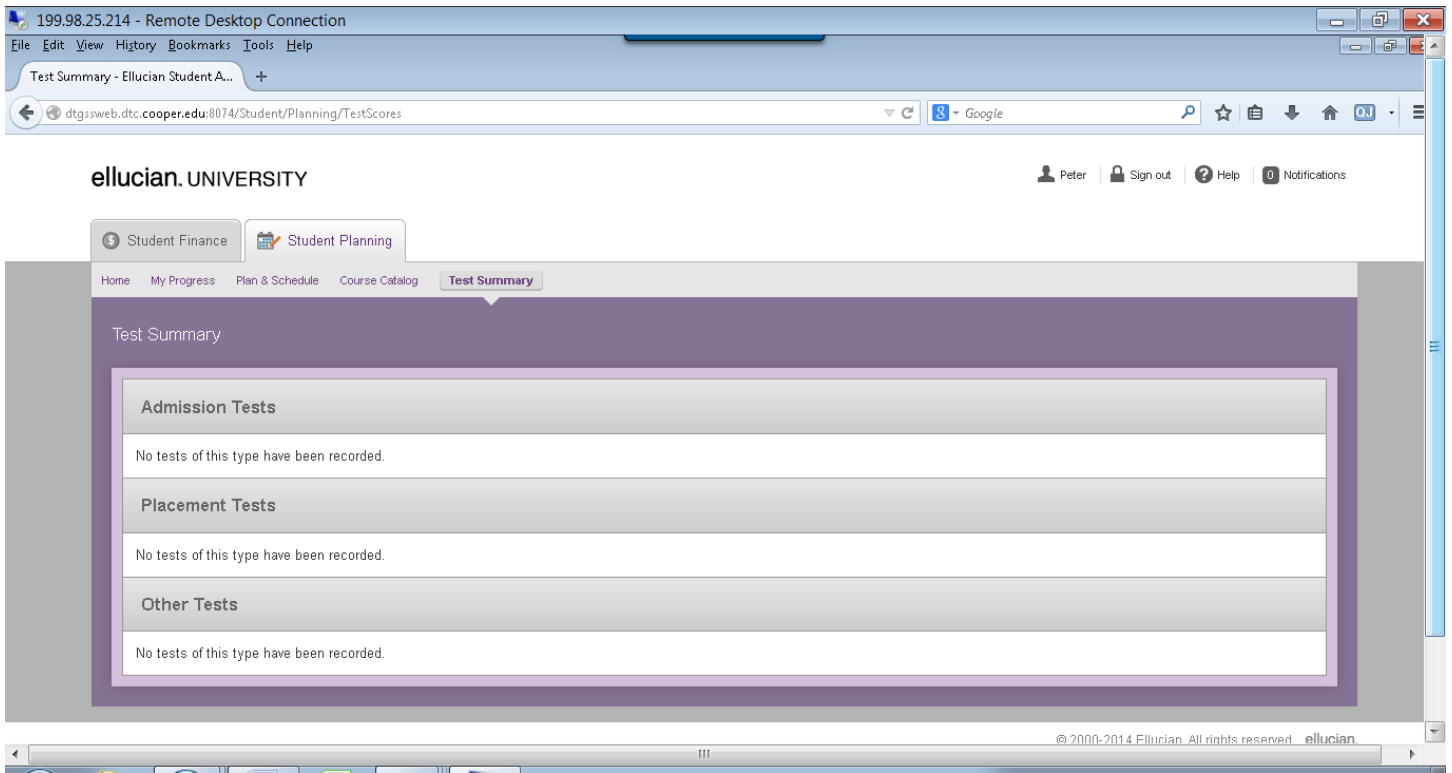 199.98.25.214 - Remote Desktop Connection
File Edit View History Bookmarks Tools Help
Test Summary - Ellucian Student A... +
dtgssweb.dtc.cooper.edu:8074/Student/Planning/TestScores
8 Google
QJ
ellucian. UNIVERSITY
Peter Sign out ? Help 0 Notifications
$ Student Finance Student Planning
Home My Progress Plan & Schedule Course Catalog Test Summary
Test Summary
Admission Tests
No tests of this type have been recorded.
Placement Tests
No tests of this type have been recorded.
Other Tests
No tests of this type have been recorded.
© 2000-2014 Ellucian. All rights reserved. ellucian.